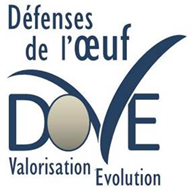 Défenses
de l'œuf
DOVE
Valorisation
Evolution